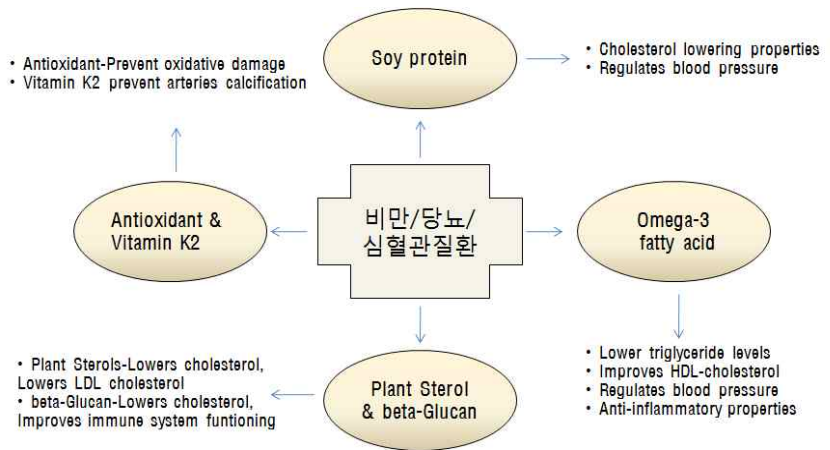 Soy protein
• Cholesterol lowering properties
• Regulates blood pressure
• Antioxidant-Prevent oxidative damage
• Vitamin K2 prevent arteries calcification
Antioxidant &
Vitamin K2
비만/당뇨/
심혈관질환
Omega-3
fatty acid
• Plant Sterols-Lowers cholesterol,
Lowers LDL cholesterol
• beta-Glucan-Lowers cholesterol,
Improves immune system funtioning
Plant Sterol
& beta-Glucan
• Lower triglyceride levels
• Improves HDL-cholesterol
• Regulates blood pressure
• Anti-inflammatory properties